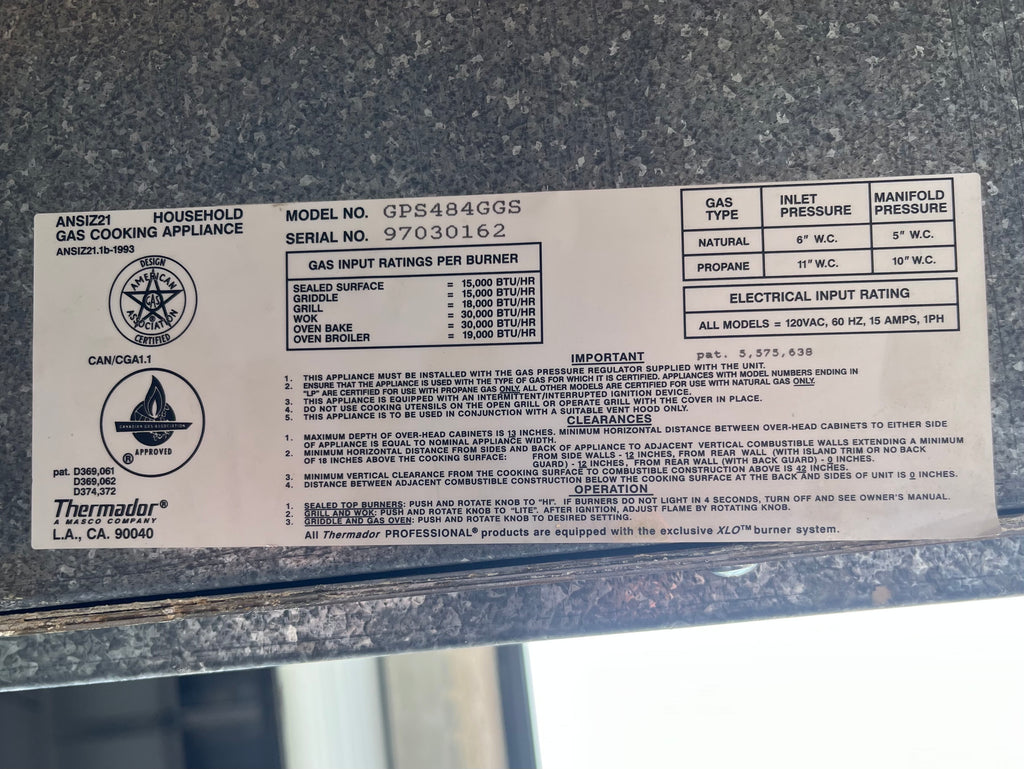 ANSIZ21 HOUSEHOLD
GAS COOKING APPLIANCE
ANSIZ21.1b-1993
DESIGN
AMERICAN
GAS
ASSOCIATION
CERTIFIED
CAN/CGA1.1
CANADIAN GAS ASSOCIATION
® APPROVED
pat. D369,061
D369,062
D374,372
Thermador®
A MASCO COMPANY
L.A., CA. 90040
MODEL NO. GPS484GGS
SERIAL NO. 97030162
GAS INPUT RATINGS PER BURNER
SEALED SURFACE = 15,000 BTU/HR
GRIDDLE = 15,000 BTU/HR
GRILL = 18,000 BTU/HR
WOK = 30,000 BTU/HR
OVEN BAKE = 30,000 BTU/HR
OVEN BROILER = 19,000 BTU/HR
GAS TYPE INLET PRESSURE MANIFOLD PRESSURE
NATURAL 6" W.C. 5" W.C.
PROPANE 11" W.C. 10" W.C.
ELECTRICAL INPUT RATING
ALL MODELS = 120VAC, 60 HZ, 15 AMPS, 1PH
IMPORTANT pat. 5,575,638
1. THIS APPLIANCE MUST BE INSTALLED WITH THE GAS PRESSURE REGULATOR SUPPLIED WITH THE UNIT.
2. ENSURE THAT THE APPLIANCE IS USED WITH THE TYPE OF GAS FOR WHICH IT IS CERTIFIED. APPLIANCES WITH MODEL NUMBERS ENDING IN
"LP" ARE CERTIFIED FOR USE WITH PROPANE GAS ONLY. ALL OTHER MODELS ARE CERTIFIED FOR USE WITH NATURAL GAS ONLY.
3. THIS APPLIANCE IS EQUIPPED WITH AN INTERMITTENT/INTERRUPTED IGNITION DEVICE.
4. DO NOT USE COOKING UTENSILS ON THE OPEN GRILL OR OPERATE GRILL WITH THE COVER IN PLACE.
5. THIS APPLIANCE IS TO BE USED IN CONJUNCTION WITH A SUITABLE VENT HOOD ONLY.
CLEARANCES
1. MAXIMUM DEPTH OF OVER-HEAD CABINETS IS 13 INCHES. MINIMUM HORIZONTAL DISTANCE BETWEEN OVER-HEAD CABINETS TO EITHER SIDE
OF APPLIANCE IS EQUAL TO NOMINAL APPLIANCE WIDTH.
2. MINIMUM HORIZONTAL DISTANCE FROM SIDES AND BACK OF APPLIANCE TO ADJACENT VERTICAL COMBUSTIBLE WALLS EXTENDING A MINIMUM
OF 18 INCHES ABOVE THE COOKING SURFACE: FROM SIDE WALLS - 12 INCHES, FROM REAR WALL (WITH ISLAND TRIM OR NO BACK
GUARD) - 12 INCHES, FROM REAR WALL (WITH BACK GUARD) - 0 INCHES.
3. MINIMUM VERTICAL CLEARANCE FROM THE COOKING SURFACE TO COMBUSTIBLE CONSTRUCTION ABOVE IS 42 INCHES.
4. DISTANCE BETWEEN ADJACENT COMBUSTIBLE CONSTRUCTION BELOW THE COOKING SURFACE AT THE BACK AND SIDES OF UNIT IS 0 INCHES.
OPERATION
1. SEALED TOP BURNERS: PUSH AND ROTATE KNOB TO "HI". IF BURNERS DO NOT LIGHT IN 4 SECONDS, TURN OFF AND SEE OWNER'S MANUAL.
2. GRILL AND WOK: PUSH AND ROTATE KNOB TO "LITE". AFTER IGNITION, ADJUST FLAME BY ROTATING KNOB.
3. GRIDDLE AND GAS OVEN: PUSH AND ROTATE KNOB TO DESIRED SETTING.
All Thermador PROFESSIONAL® products are equipped with the exclusive XLO™ burner system.